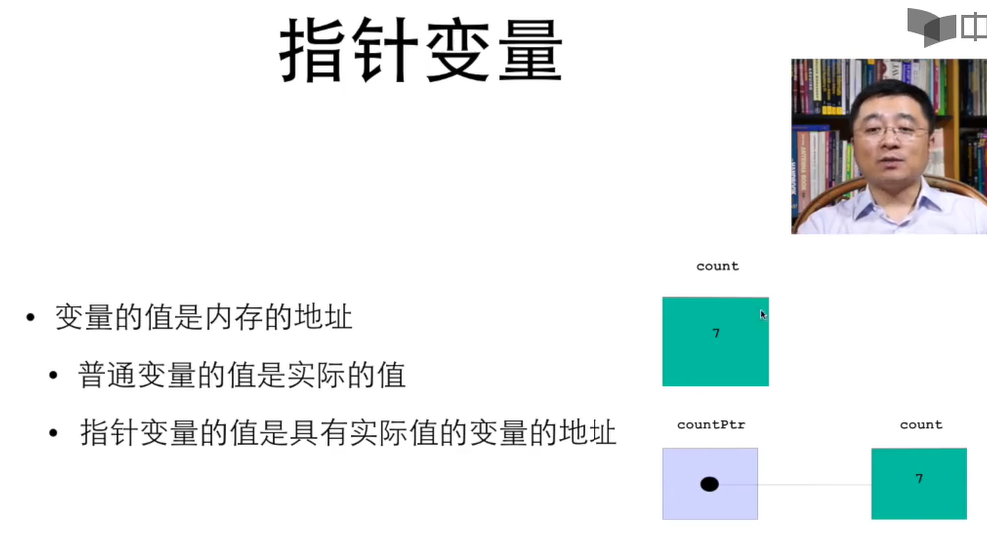 指针变量
中
count
7
• 变量的值是内存的地址
• 普通变量的值是实际的值
• 指针变量的值是具有实际值的变量的地址
countPtr
count
7